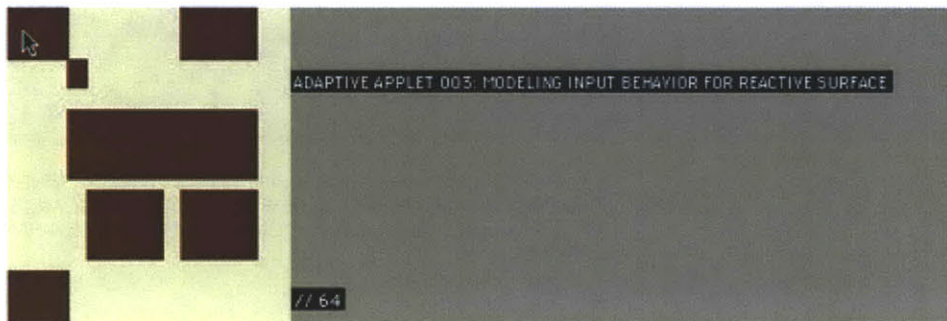 ADAPTIVE APPLET 003: MODELING INPUT BEHAVIOR FOR REACTIVE SURFACE
// 64